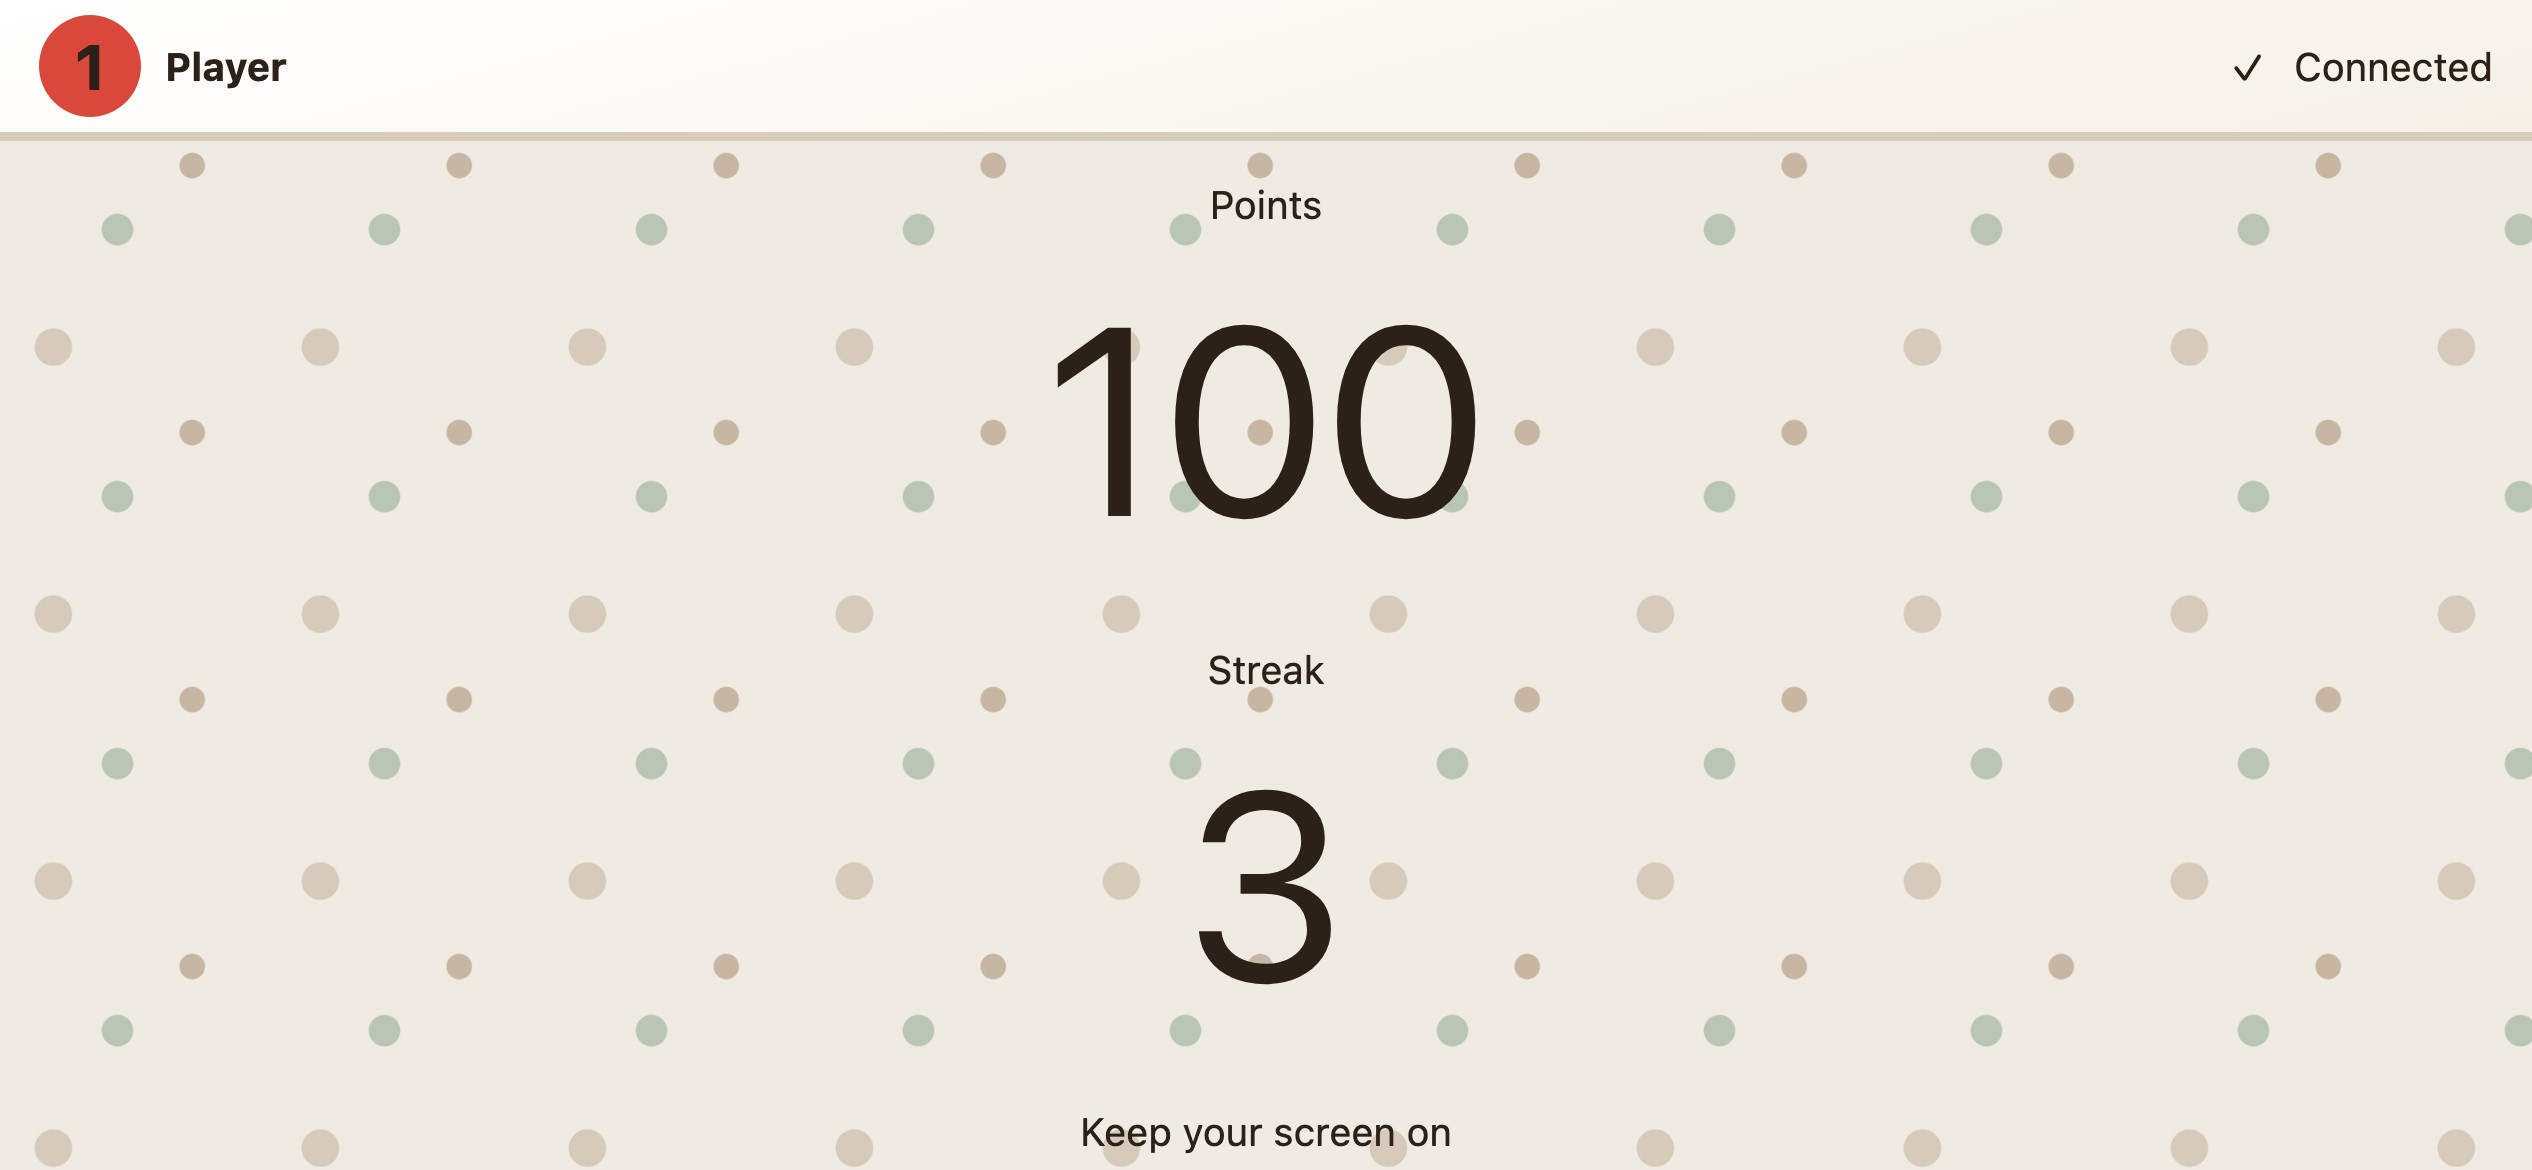 1 Player
✓ Connected
Points
100
Streak
3
Keep your screen on